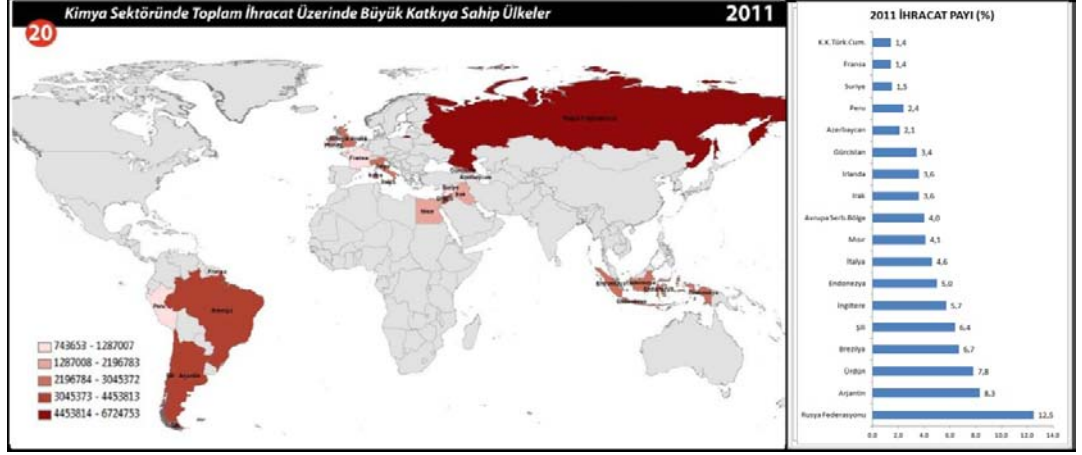 Kimya Sektöründe Toplam İhracat Üzerinde Büyük Katkıya Sahip Ülkeler
2011
20
Fransa
Peru
Brezilya
Şili
Arjantin
Mısır
Irak
Suriye
743653 - 1287007
1287008 - 2196783
2196784 - 3045372
3045373 - 4453813
4453814 - 6724753
2011 İHRACAT PAYI (%)
K.K.Türk.Cum. 1,4
Fransa 1,4
Suriye 1,5
Peru 2,4
Azerbaycan 2,1
Gürcistan 3,4
İrlanda 3,6
Irak 3,6
Avrupa Serb.Bölge 4,0
Mısır 4,1
İtalya 4,6
Endonezya 5,0
İngiltere 5,7
Şili 6,4
Brezilya 6,7
Ürdün 7,8
Arjantin 8,3
Rusya Federasyonu 12,5
0,0 2,0 4,0 6,0 8,0 10,0 12,0 14,0